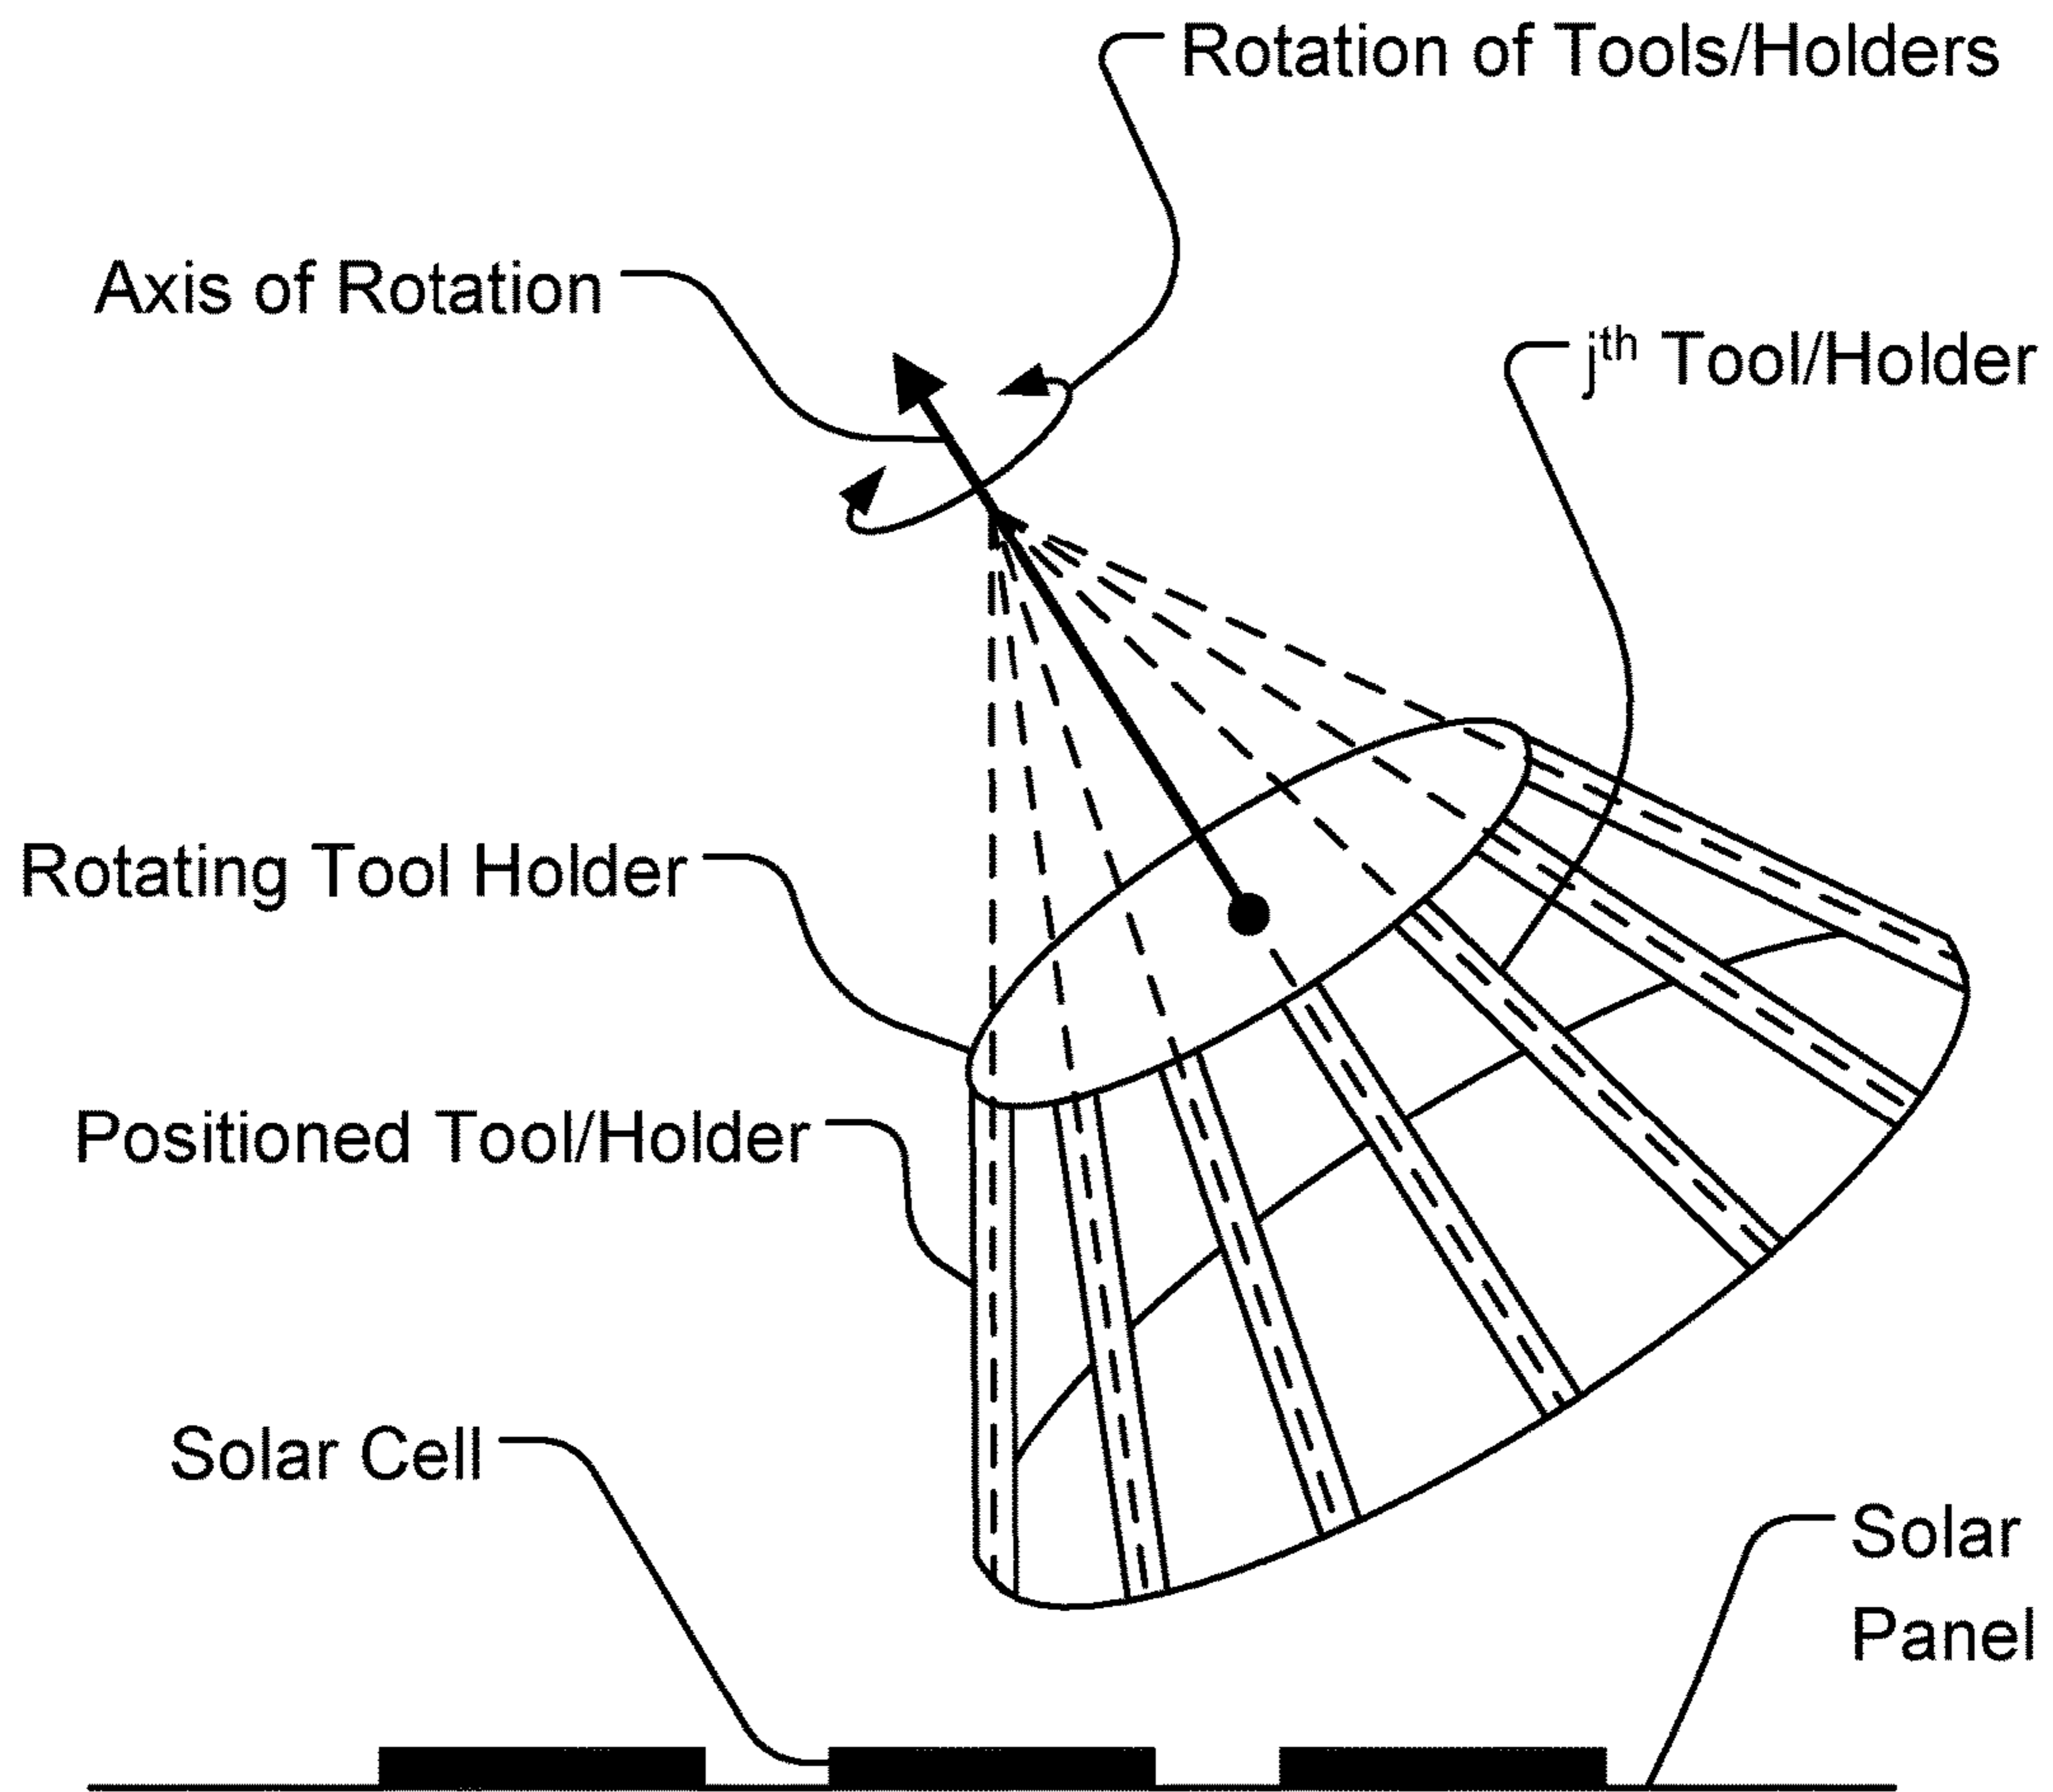 Rotation of Tools/Holders
Axis of Rotation
jth Tool/Holder
Rotating Tool Holder
Positioned Tool/Holder
Solar Cell
Solar
Panel